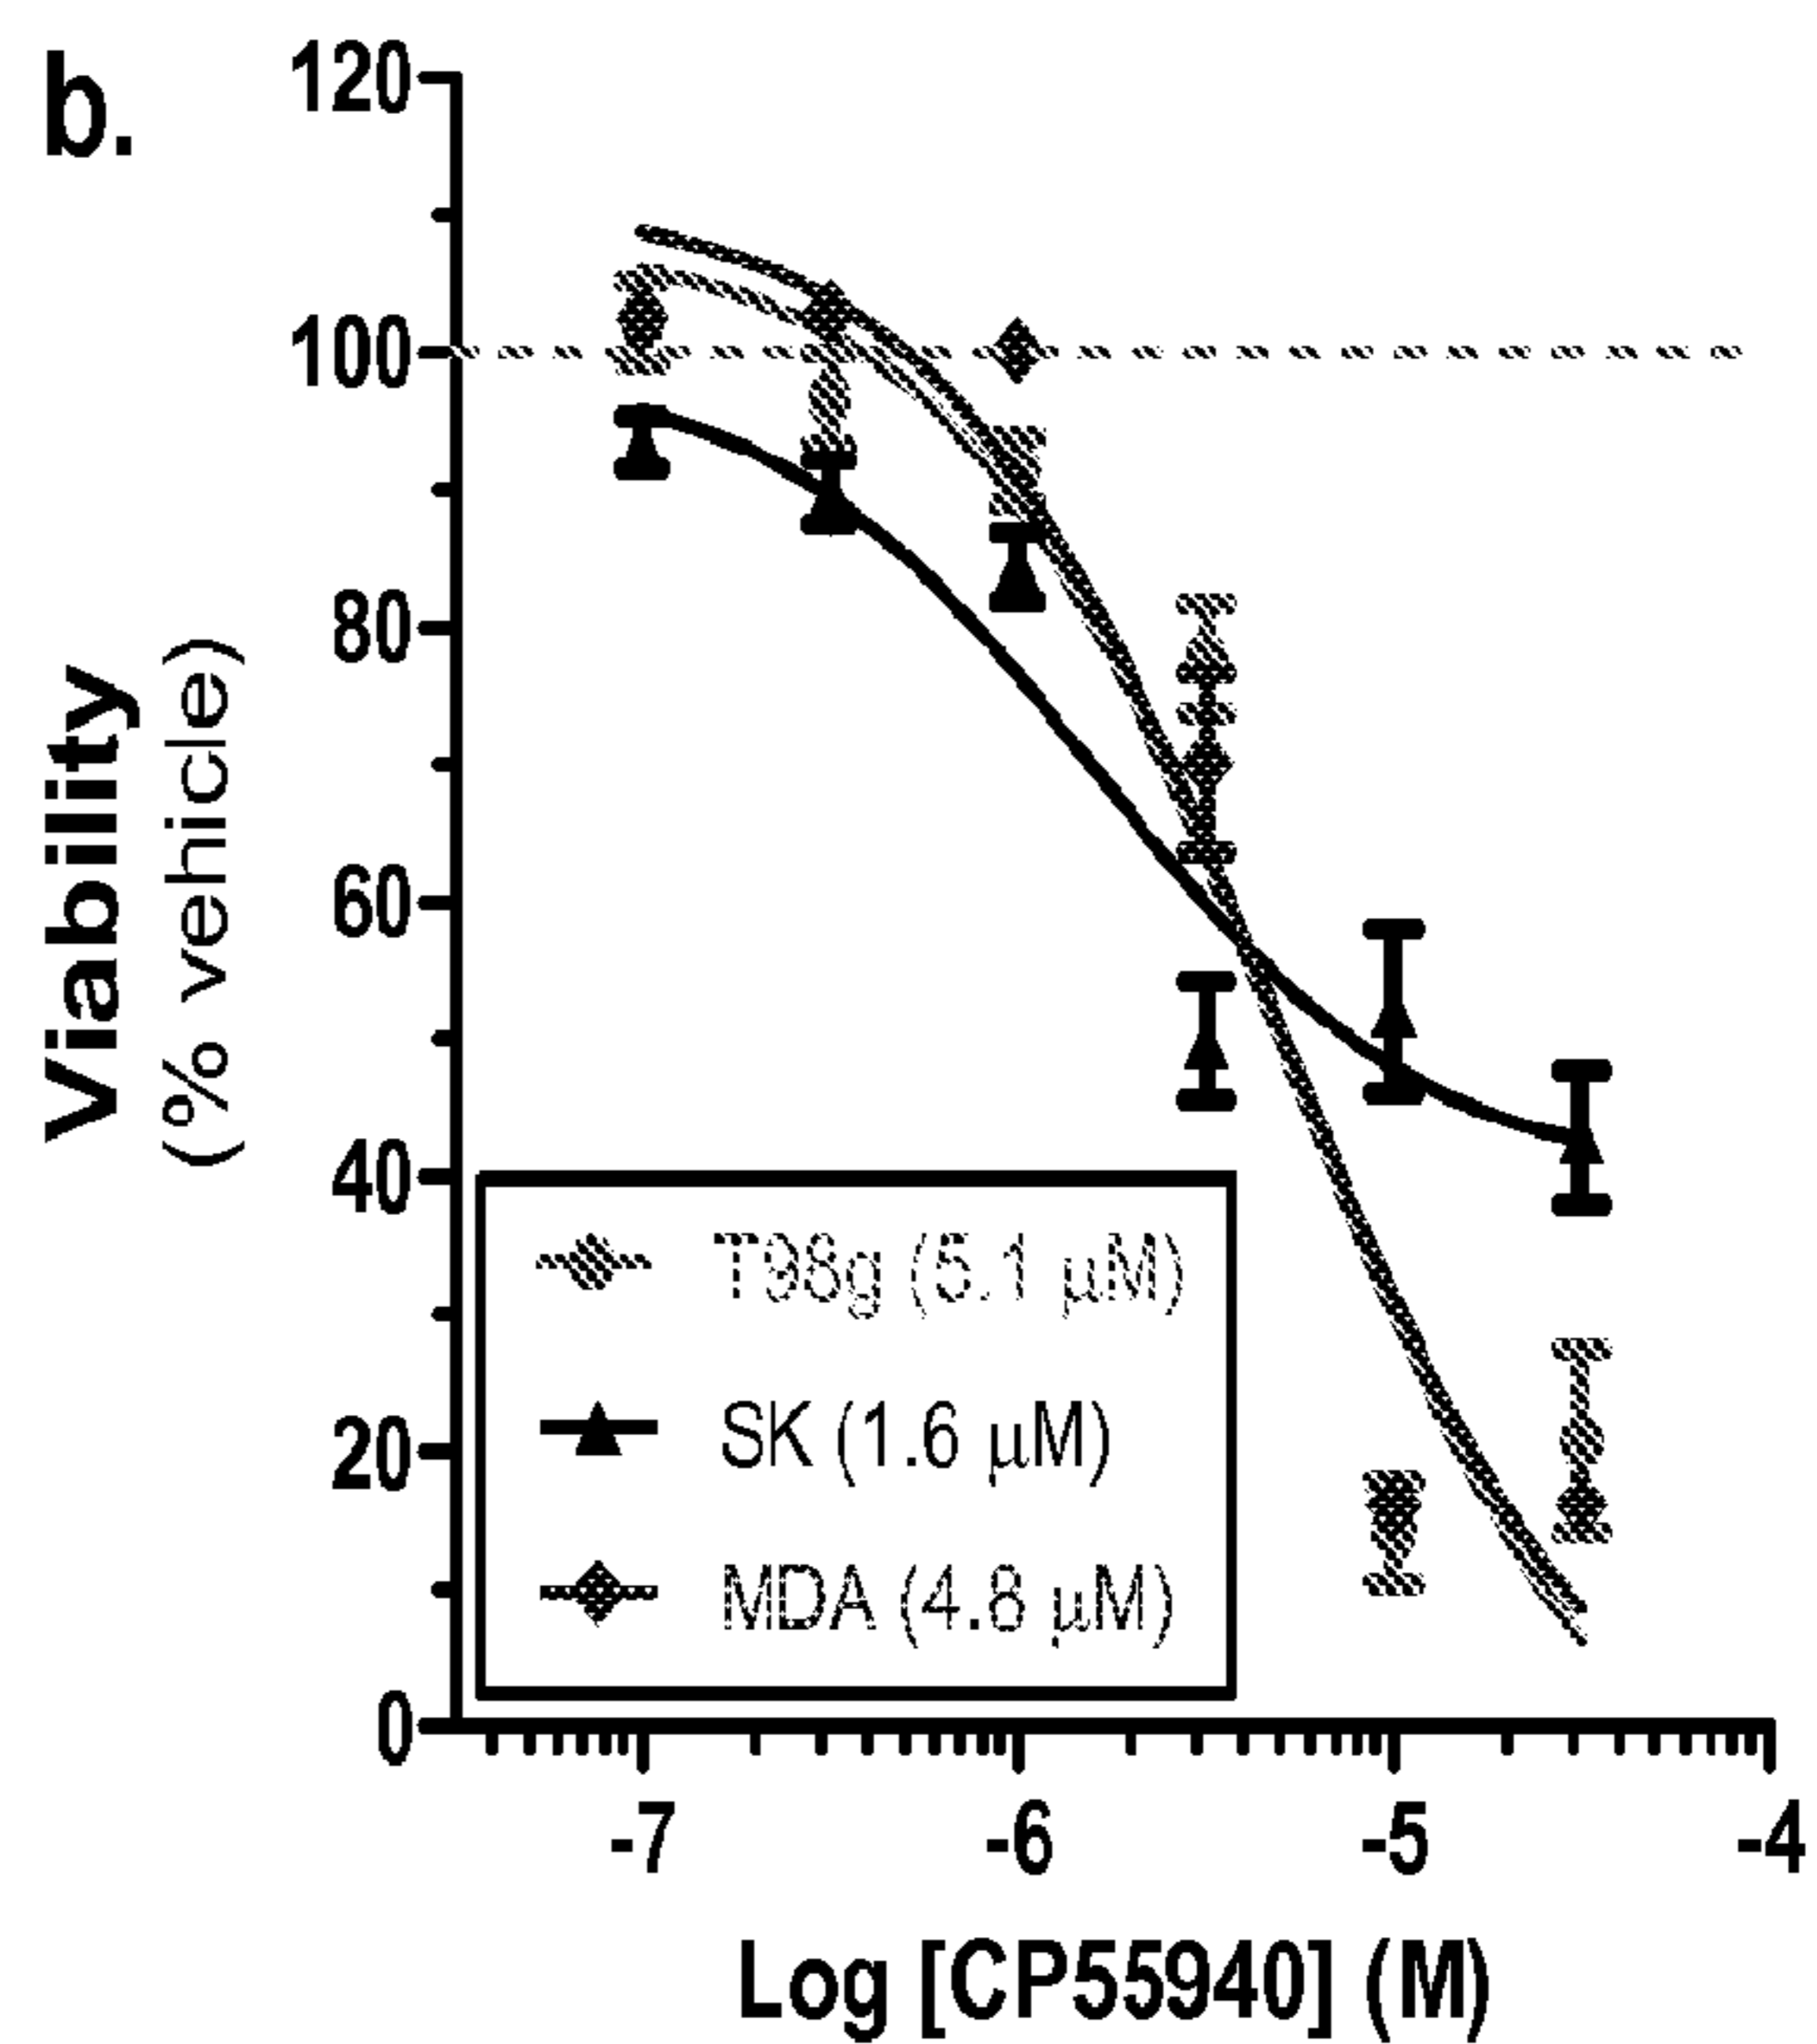 b.
120
100
80
60
40
20
0
Viability
(% vehicle)
T98g (5.1 μM)
SK (1.6 μM)
MDA (4.8 μM)
-7 -6 -5 -4
Log [CP55940] (M)